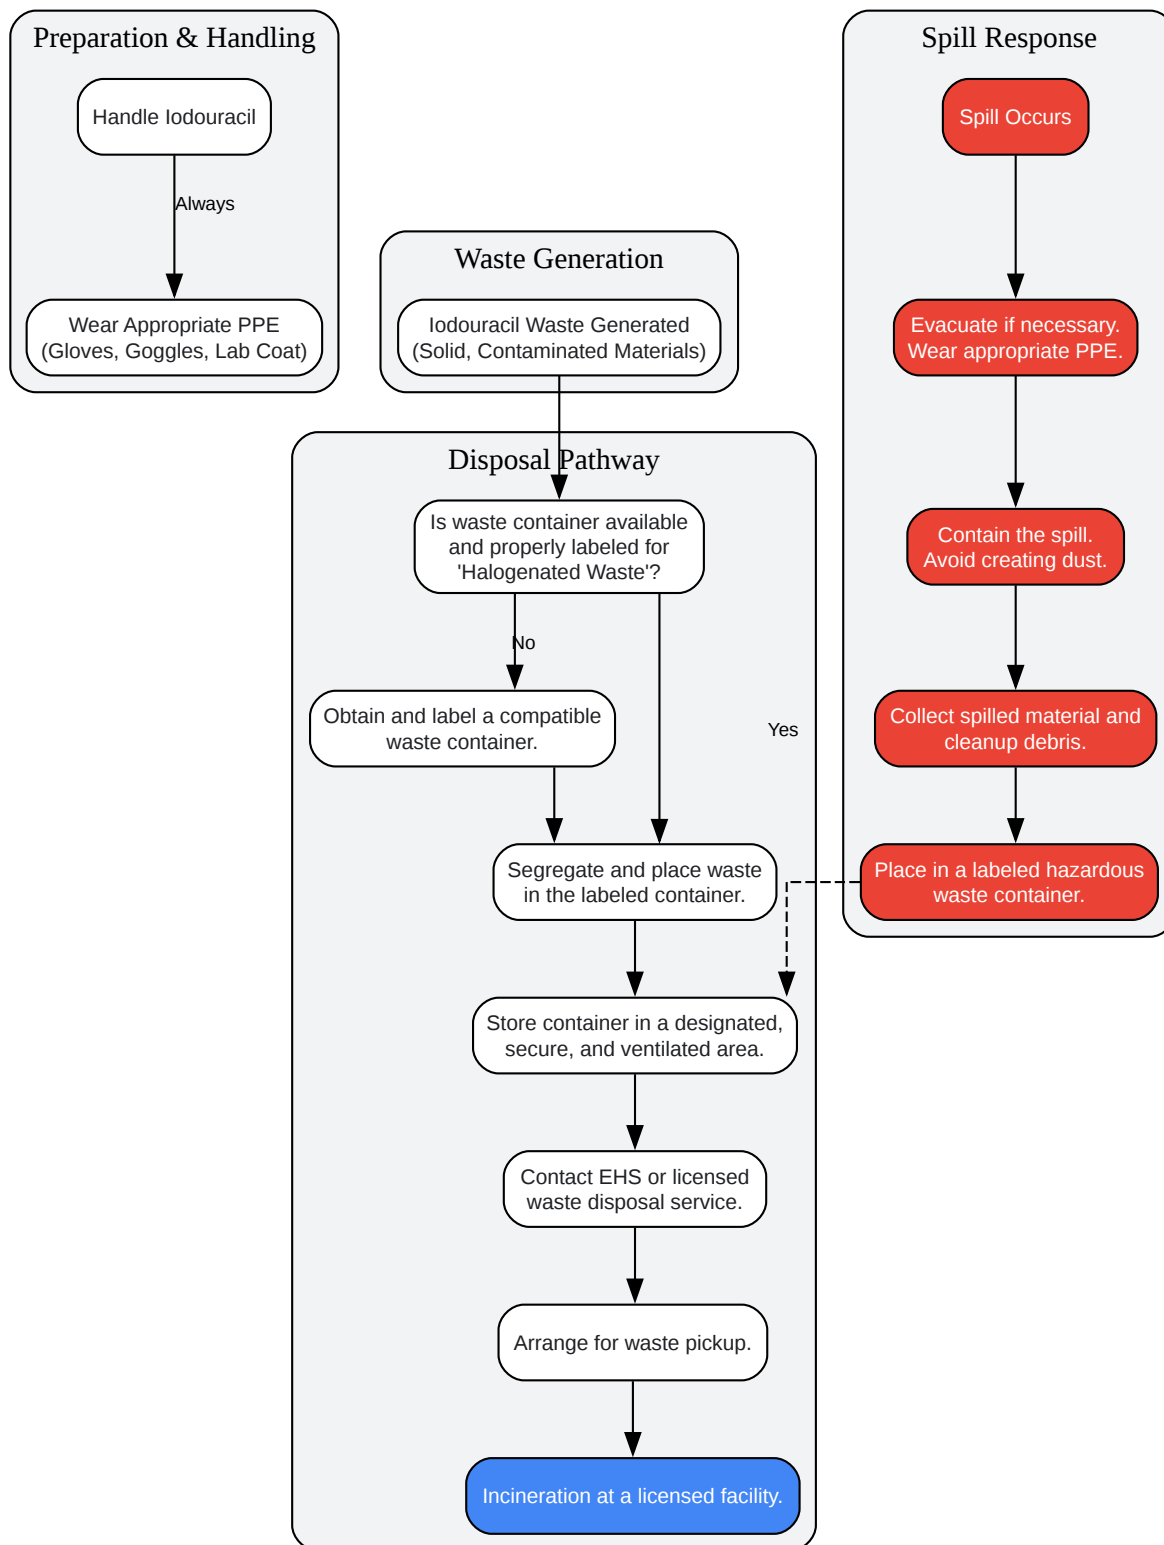 Preparation & Handling
Handle Iodouracil
Always
Wear Appropriate PPE
(Gloves, Goggles, Lab Coat)
Waste Generation
Iodouracil Waste Generated
(Solid, Contaminated Materials)
Disposal Pathway
Is waste container available
and properly labeled for
'Halogenated Waste'?
No
Yes
Obtain and label a compatible
waste container.
Segregate and place waste
in the labeled container.
Store container in a designated,
secure, and ventilated area.
Contact EHS or licensed
waste disposal service.
Arrange for waste pickup.
Incineration at a licensed facility.
Spill Response
Spill Occurs
Evacuate if necessary.
Wear appropriate PPE.
Contain the spill.
Avoid creating dust.
Collect spilled material and
cleanup debris.
Place in a labeled hazardous
waste container.